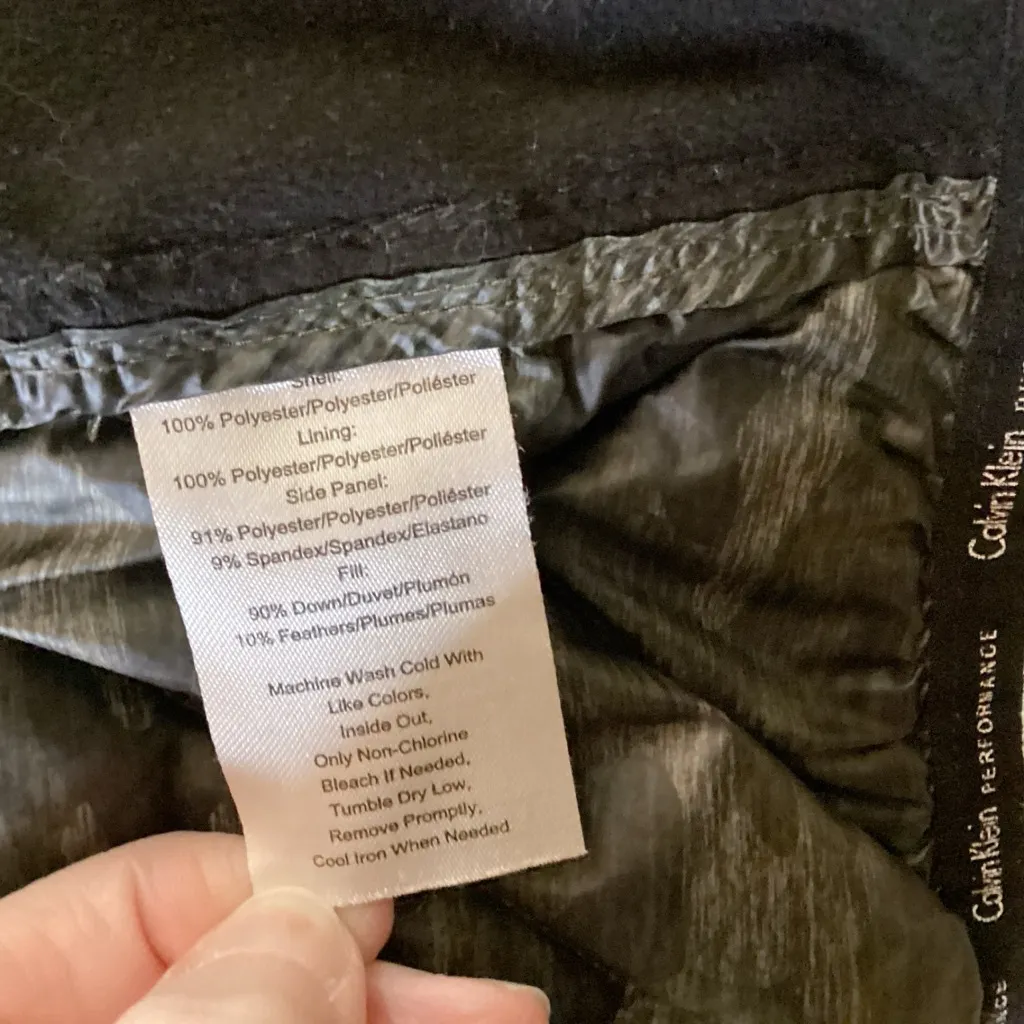 Shell:
100% Polyester/Polyester/Poliéster
Lining:
100% Polyester/Polyester/Poliéster
Side Panel:
91% Polyester/Polyester/Poliéster
9% Spandex/Spandex/Elastano
Fill:
90% Down/Duvet/Plumón
10% Feathers/Plumes/Plumas
Machine Wash Cold With
Like Colors,
Inside Out,
Only Non-Chlorine
Bleach If Needed,
Tumble Dry Low,
Remove Promptly,
Cool Iron When Needed
Calvin Klein
Calvin Klein PERFORMANCE